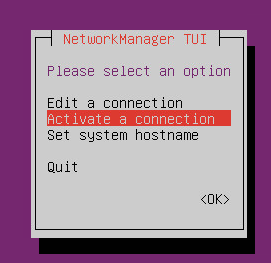 NetworkManager TUI
Please select an option
Edit a connection
Activate a connection
Set system hostname
Quit
<OK>